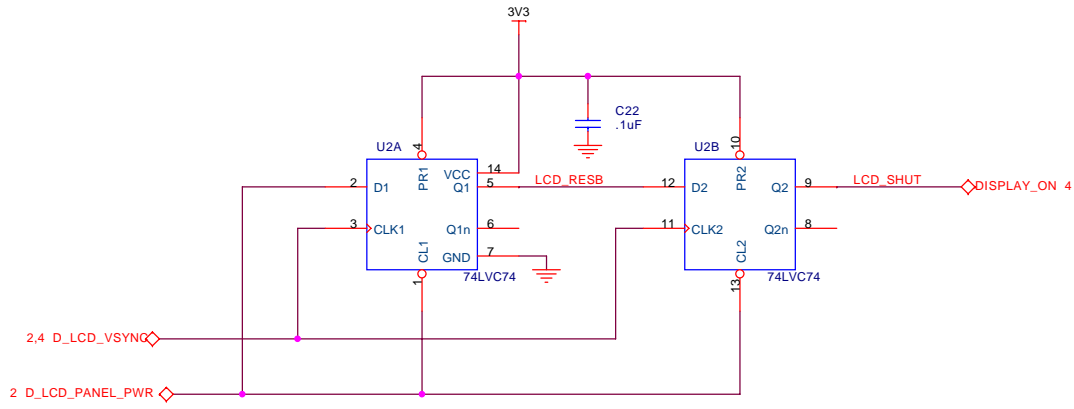 3V3
C22
.1uF
U2A
U2B
4
10
PR1
PR2
VCC
14
2
D1
Q1
5
LCD_RESB
12
D2
Q2
9
LCD_SHUT
DISPLAY_ON 4
3
CLK1
Q1n
6
11
CLK2
Q2n
8
CL1
GND
7
CL2
1
74LVC74
13
74LVC74
2,4 D_LCD_VSYNC
2 D_LCD_PANEL_PWR